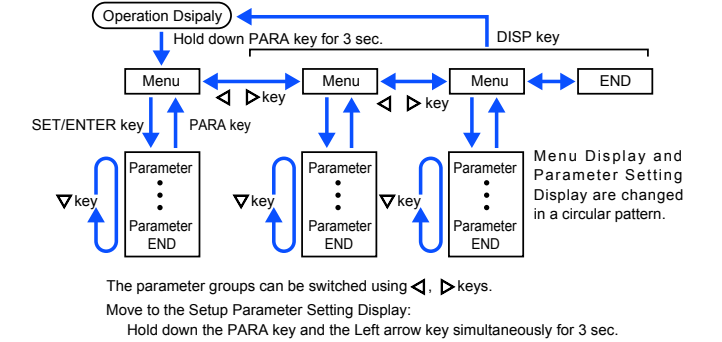 Operation Dsipaly
Hold down PARA key for 3 sec.
DISP key
Menu
Menu
Menu
END
key
key
SET/ENTER key
PARA key
Parameter
Parameter
END
key
Parameter
Parameter
END
key
Parameter
Parameter
END
key
Menu Display and
Parameter Setting
Display are changed
in a circular pattern.
The parameter groups can be switched using ◁, ▷ keys.
Move to the Setup Parameter Setting Display:
Hold down the PARA key and the Left arrow key simultaneously for 3 sec.